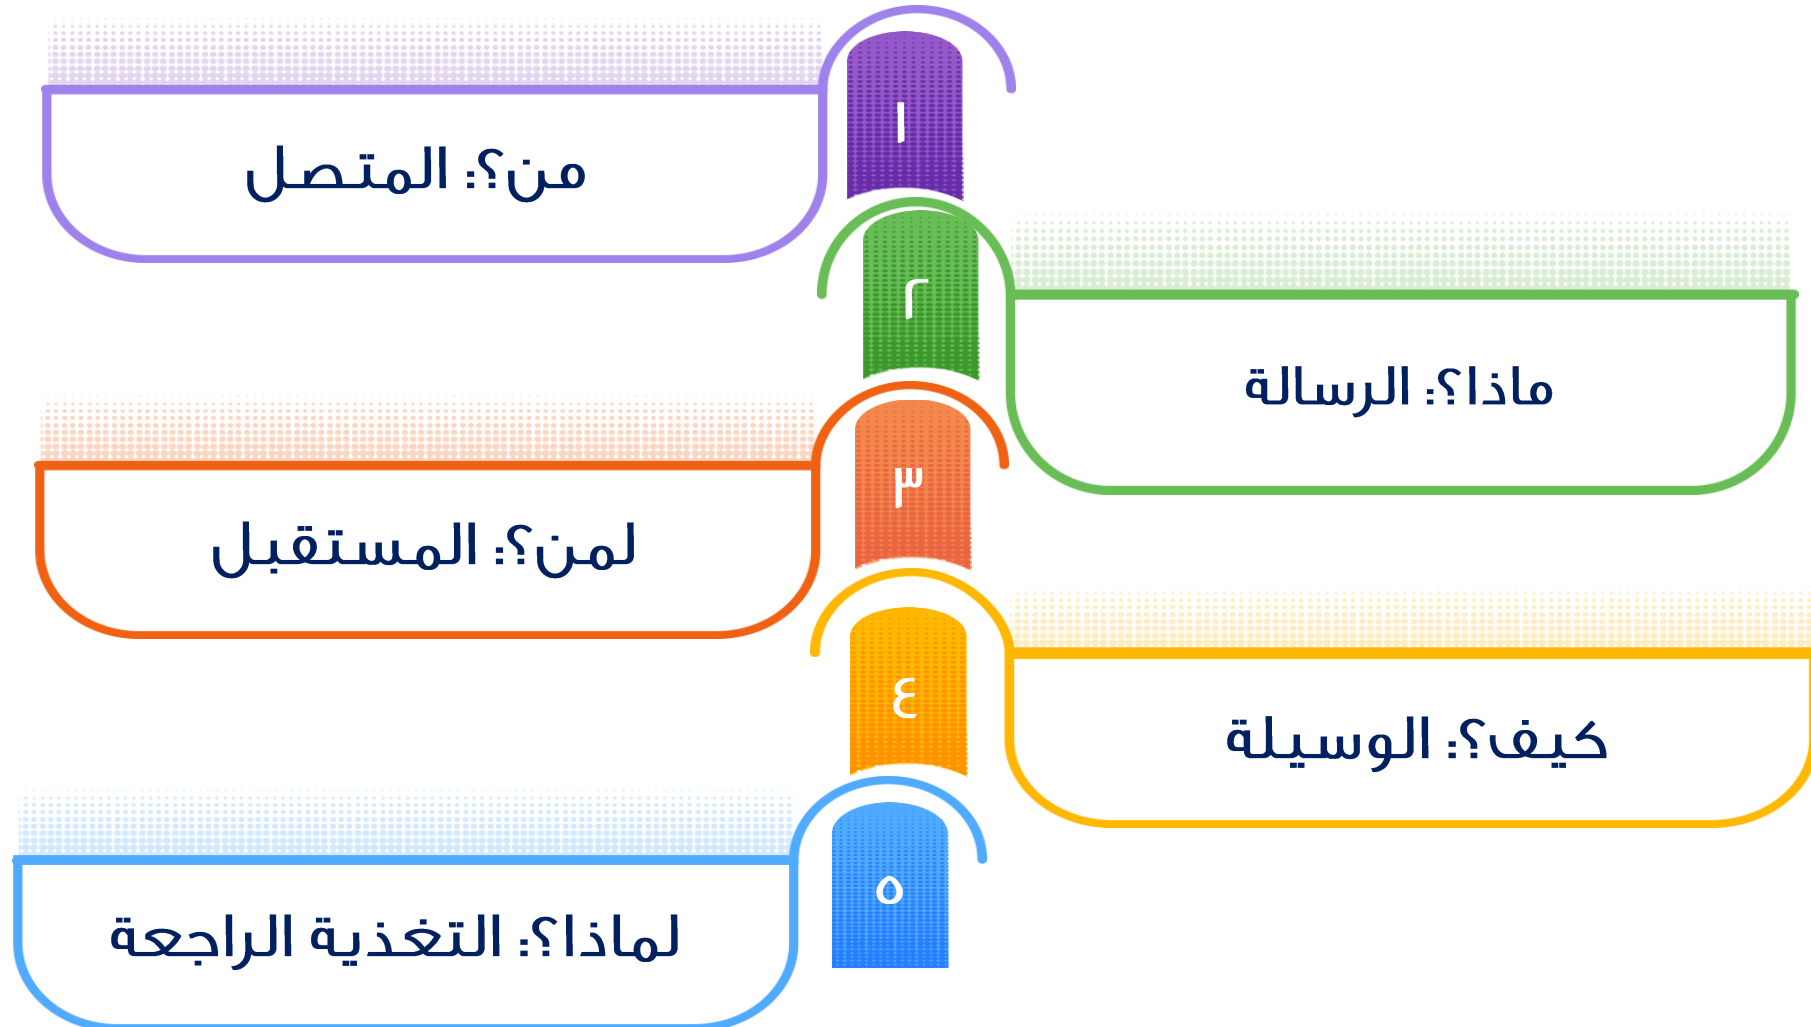 ١
من؟: المتصل
٢
ماذا؟: الرسالة
٣
لمن؟: المستقبل
٤
كيف؟: الوسيلة
٥
لماذا؟: التغذية الراجعة